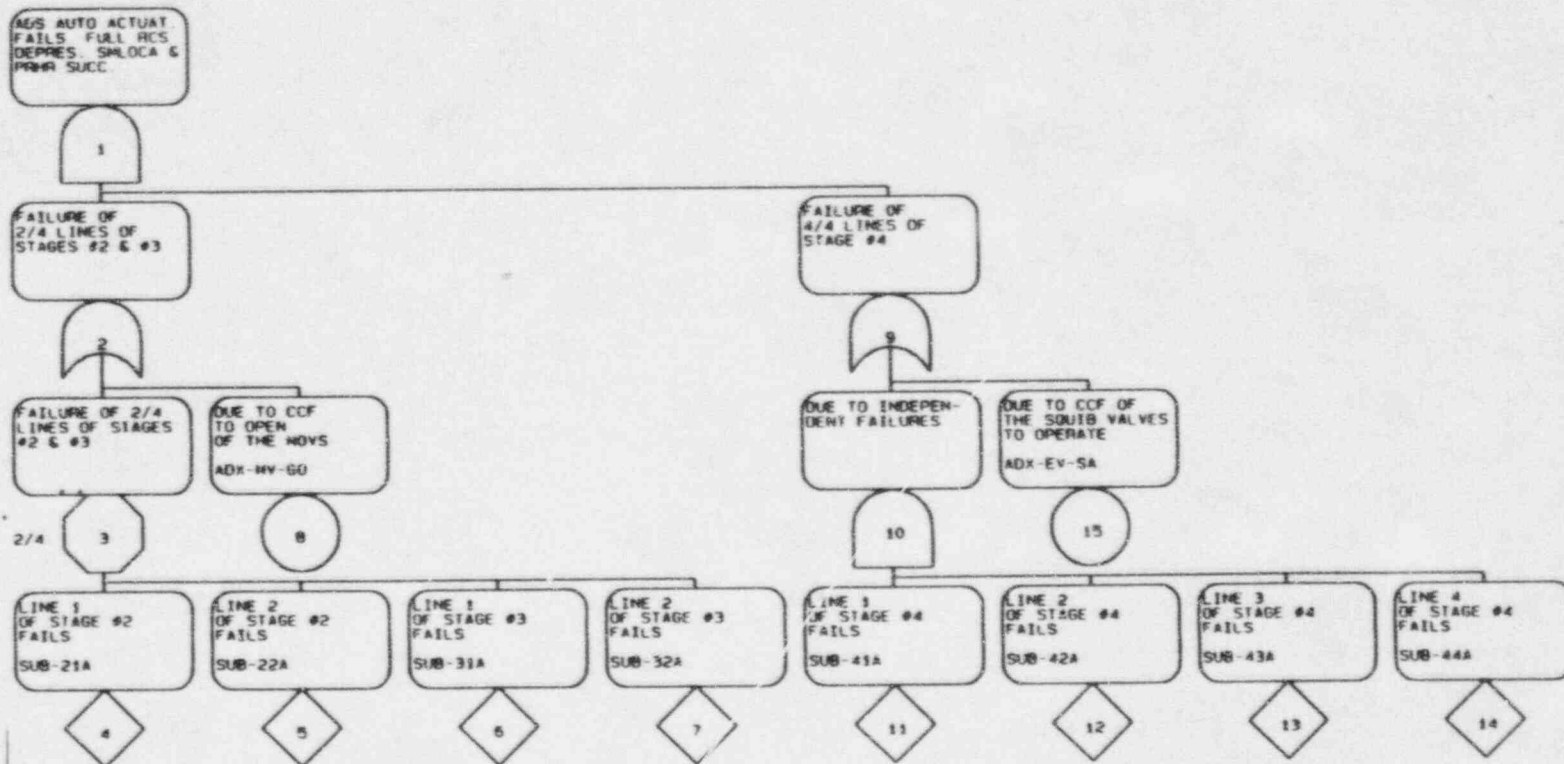 ADS AUTO ACTUAT.
FAILS. FULL RCS
DEPRES. SMLOCA &
PRHR SUCC.
1
FAILURE OF
2/4 LINES OF
STAGES #2 & #3
FAILURE OF
4/4 LINES OF
STAGE #4
2
9
FAILURE OF 2/4
LINES OF STAGES
#2 & #3
DUE TO CCF
TO OPEN
OF THE MOVS
ADX-MV-GO
DUE TO INDEPEN-
DENT FAILURES
DUE TO CCF OF
THE SQUIB VALVES
TO OPERATE
ADX-EV-SA
2/4
3
8
10
15
LINE 1
OF STAGE #2
FAILS
SUB-21A
LINE 2
OF STAGE #2
FAILS
SUB-22A
LINE 1
OF STAGE #3
FAILS
SUB-31A
LINE 2
OF STAGE #3
FAILS
SUB-32A
LINE 1
OF STAGE #4
FAILS
SUB-41A
LINE 2
OF STAGE #4
FAILS
SUB-42A
LINE 3
OF STAGE #4
FAILS
SUB-43A
LINE 4
OF STAGE #4
FAILS
SUB-44A
4
5
6
7
11
12
13
14